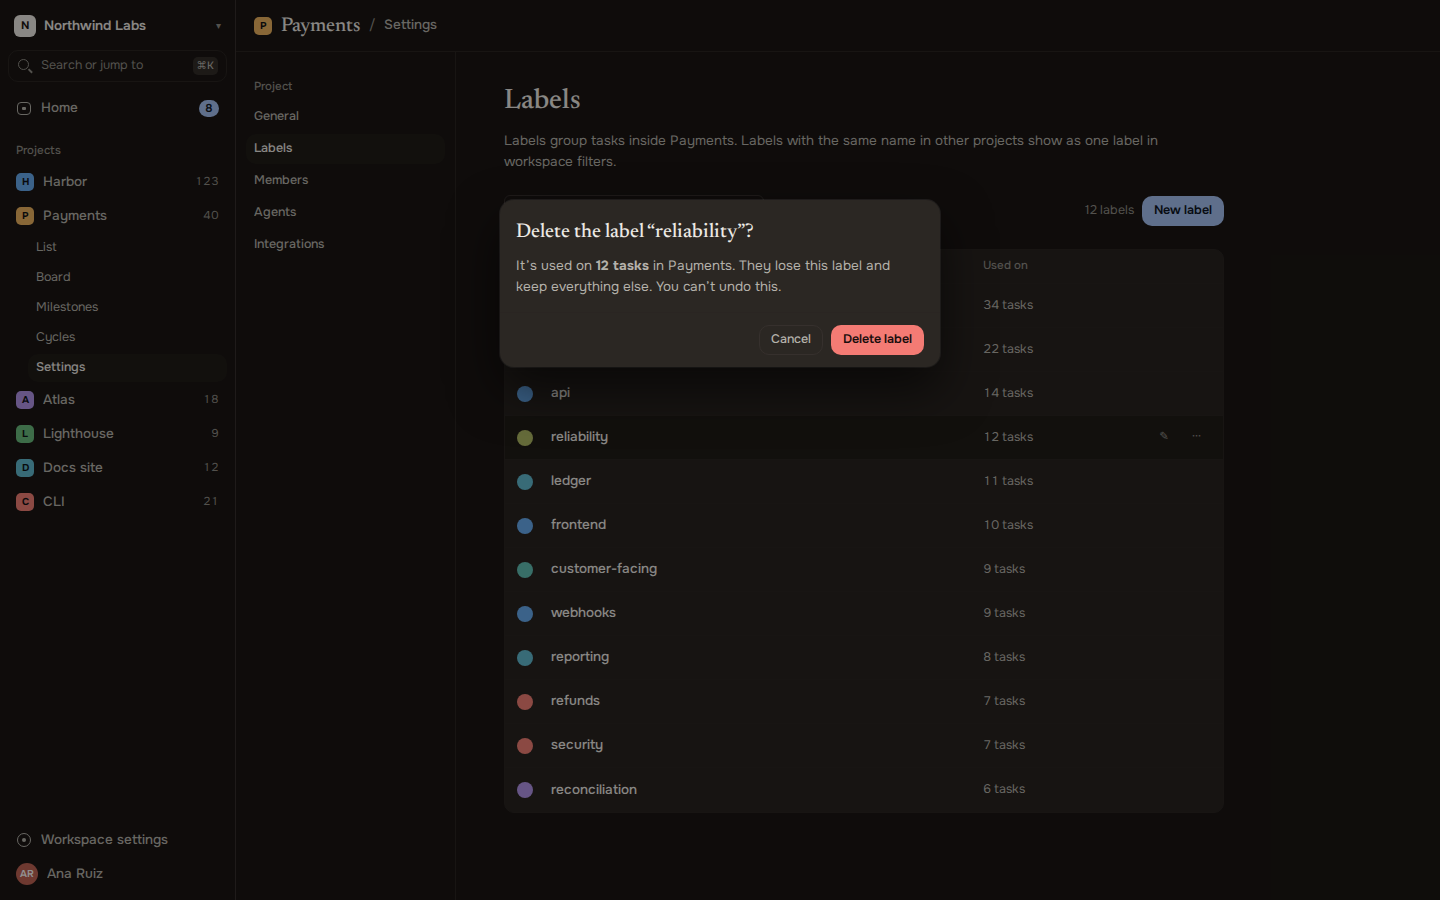 N Northwind Labs
Search or jump to ⌘K
Home 8
Projects
H Harbor 123
P Payments 40
List
Board
Milestones
Cycles
Settings
A Atlas 18
L Lighthouse 9
D Docs site 12
C CLI 21
Workspace settings
AR Ana Ruiz
P Payments / Settings
Project
General
Labels
Members
Agents
Integrations
Labels
Labels group tasks inside Payments. Labels with the same name in other projects show as one label in
workspace filters.
12 labels New label
Delete the label “reliability”?
It’s used on 12 tasks in Payments. They lose this label and
keep everything else. You can’t undo this.
Cancel Delete label
Used on
34 tasks
22 tasks
api 14 tasks
reliability 12 tasks
ledger 11 tasks
frontend 10 tasks
customer-facing 9 tasks
webhooks 9 tasks
reporting 8 tasks
refunds 7 tasks
security 7 tasks
reconciliation 6 tasks